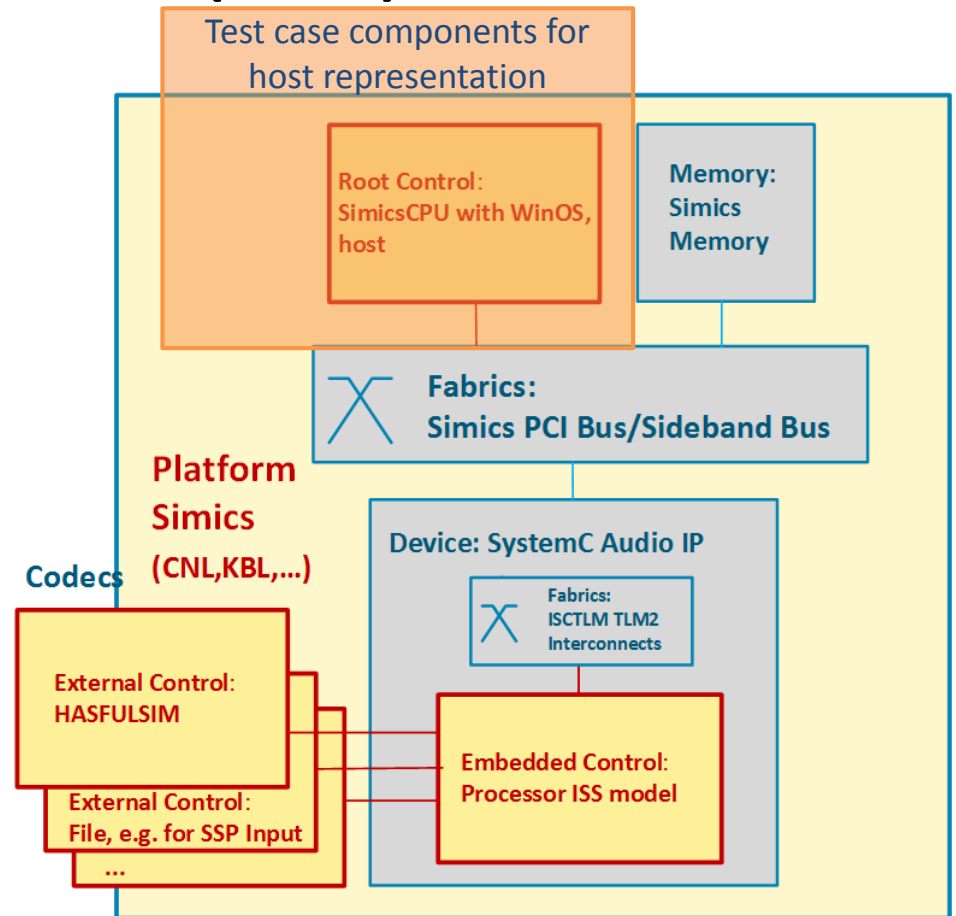 Test case components for
host representation
Root Control:
SimicsCPU with WinOS,
host
Memory:
Simics
Memory
Fabrics:
Simics PCI Bus/Sideband Bus
Platform
Simics
(CNL,KBL,...)
Device: SystemC Audio IP
Fabrics:
ISCTLM TLM2
Interconnects
Codecs
External Control:
HASFULSIM
External Control:
File, e.g. for SSP Input
...
Embedded Control:
Processor ISS model